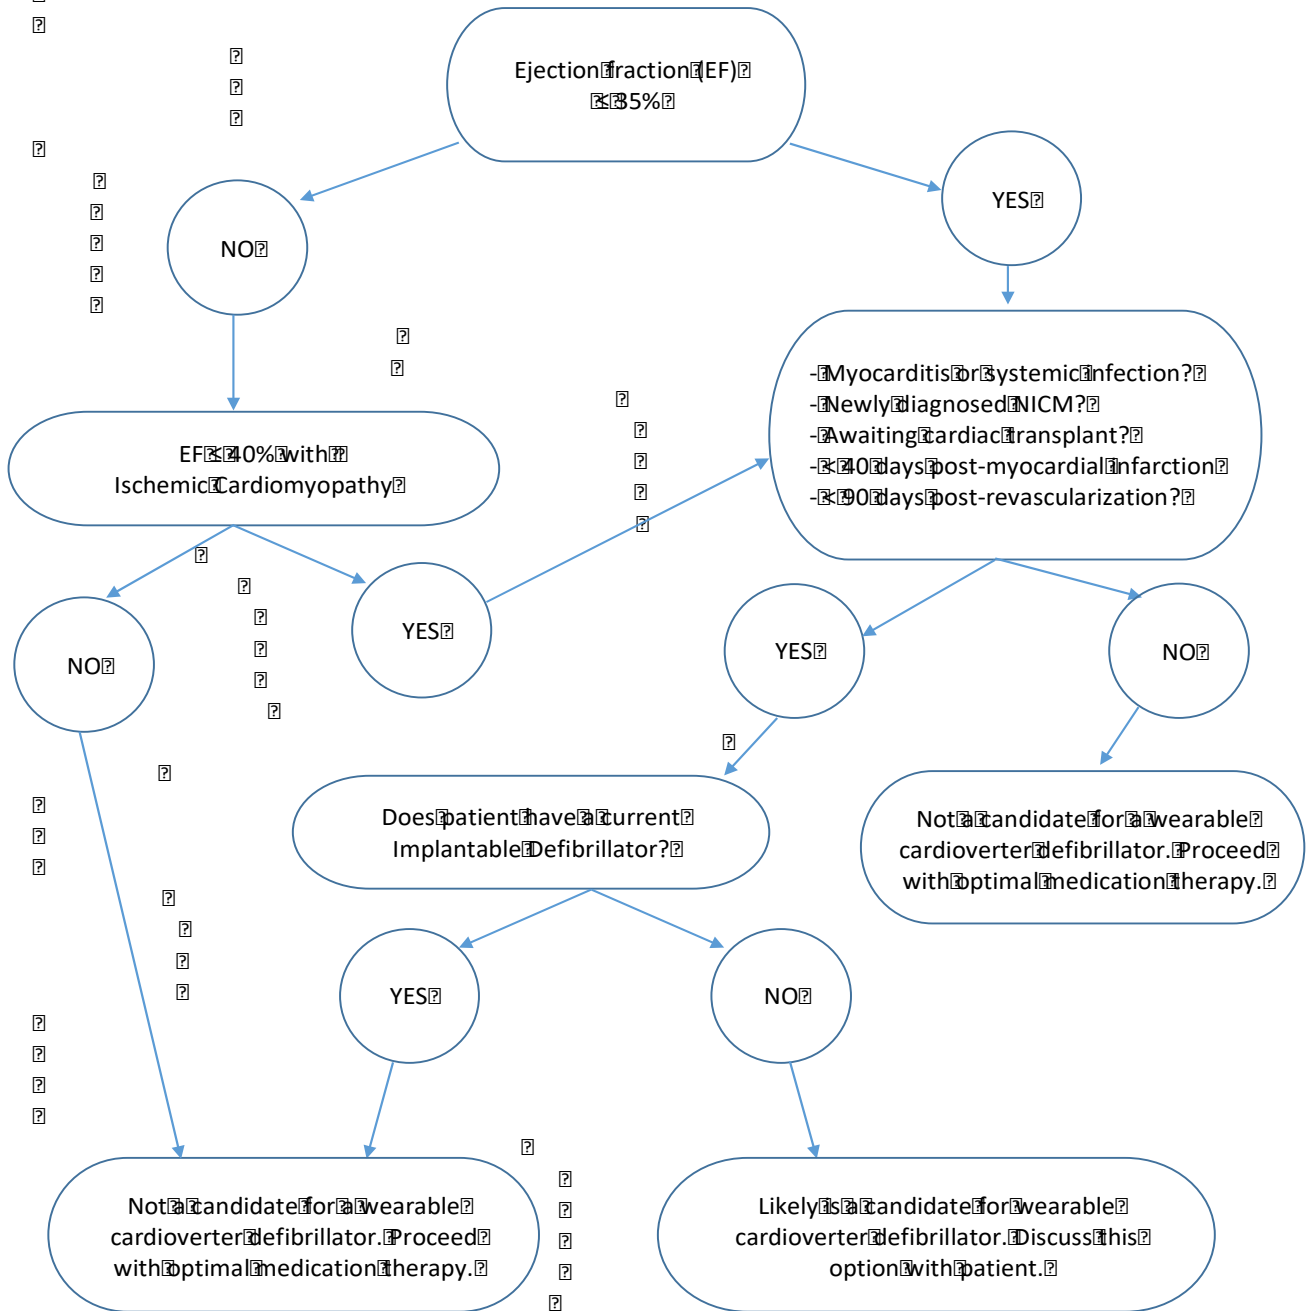 Ejection fraction (EF)
≤ 35%
YES
NO
- Myocarditis or systemic infection?
- Newly diagnosed NICM?
- Awaiting cardiac transplant?
- < 40 days post-myocardial infarction
- < 90 days post-revascularization?
EF ≤ 40% with
Ischemic Cardiomyopathy
NO
YES
YES
NO
Does patient have a current
Implantable Defibrillator?
Not a candidate for a wearable
cardioverter defibrillator. Proceed
with optimal medication therapy.
YES
NO
Not a candidate for a wearable
cardioverter defibrillator. Proceed
with optimal medication therapy.
Likely is a candidate for wearable
cardioverter defibrillator. Discuss this
option with patient.